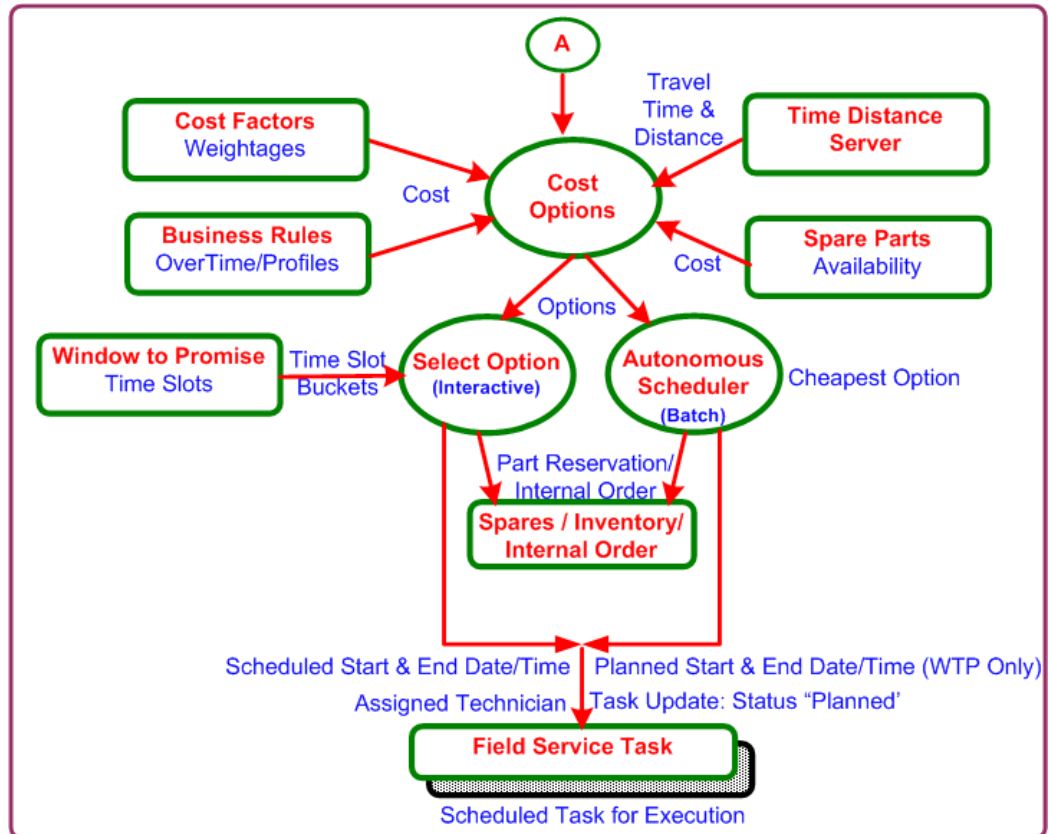 A
Travel
Time &
Distance
Cost Factors
Weightages
Time Distance
Server
Cost
Options
Cost
Business Rules
OverTime/Profiles
Spare Parts
Availability
Cost
Options
Window to Promise
Time Slots
Time Slot
Buckets
Select Option
(Interactive)
Autonomous
Scheduler
(Batch)
Cheapest Option
Part Reservation/
Internal Order
Spares / Inventory/
Internal Order
Scheduled Start & End Date/Time
Planned Start & End Date/Time (WTP Only)
Assigned Technician
Task Update: Status “Planned’
Field Service Task
Scheduled Task for Execution